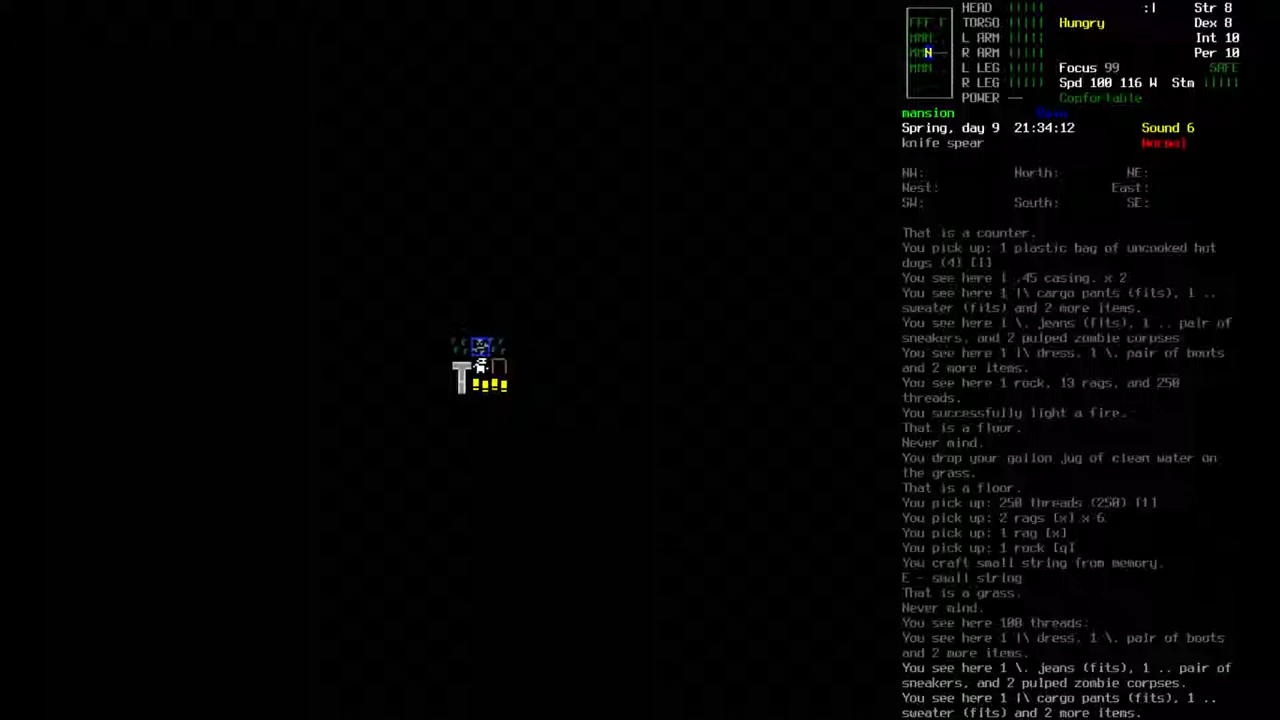 HEAD ||||| :| Str 8
TORSO ||||| Hungry Dex 8
L ARM ||||| Int 10
R ARM ||||| Per 10
L LEG ||||| Focus 99 SAFE
R LEG ||||| Spd 100 116 W Stm |||||
POWER -- Comfortable
mansion
Spring, day 9 21:34:12 Sound 6
knife spear Normal
NW: North: NE:
West: East:
SW: South: SE:
That is a counter.
You pick up: 1 plastic bag of uncooked hot
dogs (4) [I]
You see here 1 .45 casing. x 2
You see here 1 |\ cargo pants (fits), 1 ..
sweater (fits) and 2 more items.
You see here 1 \. jeans (fits), 1 .. pair of
sneakers, and 2 pulped zombie corpses
You see here 1 |\ dress, 1 \. pair of boots
and 2 more items.
You see here 1 rock, 13 rags, and 250
threads.
You successfully light a fire.
That is a floor.
Never mind.
You drop your gallon jug of clean water on
the grass.
That is a floor.
You pick up: 250 threads (250) [t]
You pick up: 2 rags [x] x 6
You pick up: 1 rag [x]
You pick up: 1 rock [q]
You craft small string from memory.
E - small string
That is a grass.
Never mind.
You see here 100 threads.
You see here 1 |\ dress, 1 \. pair of boots
and 2 more items.
You see here 1 \. jeans (fits), 1 .. pair of
sneakers, and 2 pulped zombie corpses.
You see here 1 |\ cargo pants (fits), 1 ..
sweater (fits) and 2 more items.